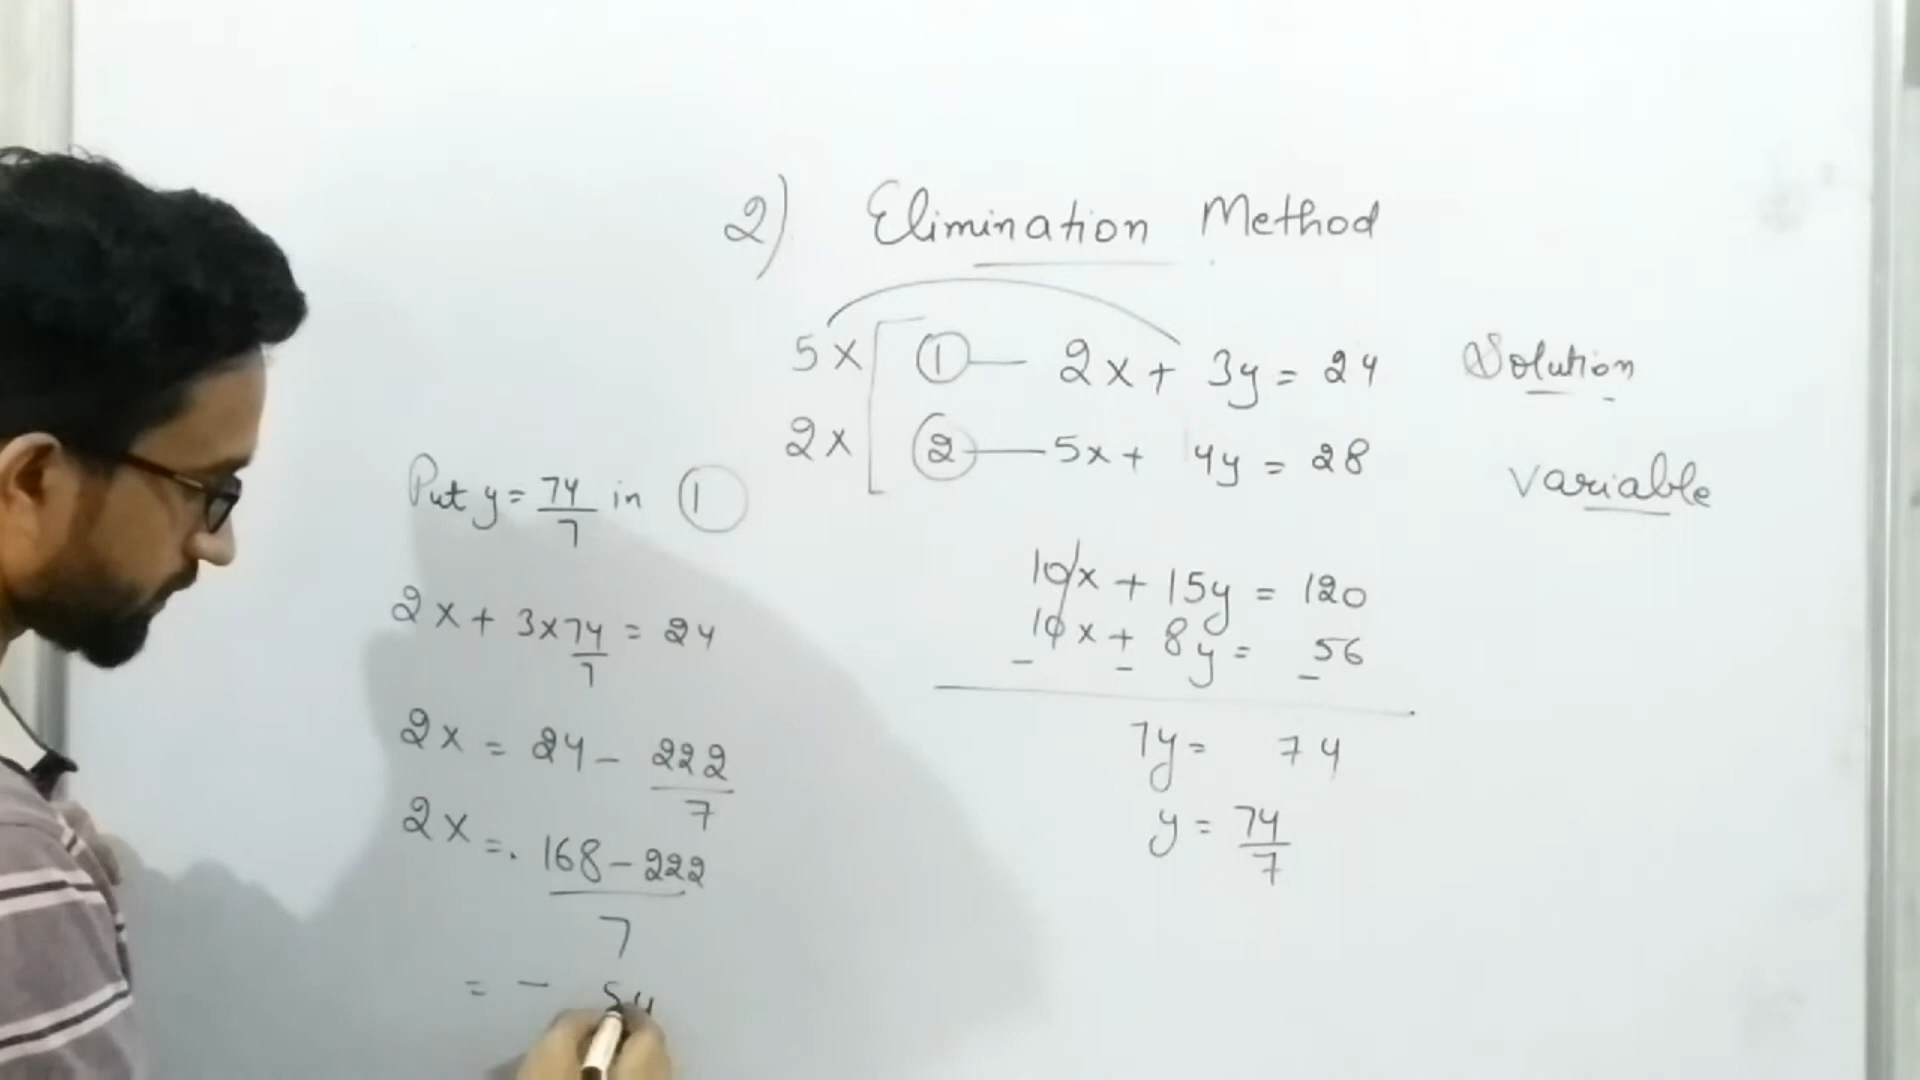 2) Elimination Method
5x ① — 2x + 3y = 24 Solution
2x ② — 5x + 4y = 28 variable
10x + 15y = 120
10x + 8y = 56
− − −
7y = 74
y = 74/7
Put y = 74/7 in ①
2x + 3x74/7 = 24
2x = 24 - 222/7
2x = . 168 - 222/7
= - 54